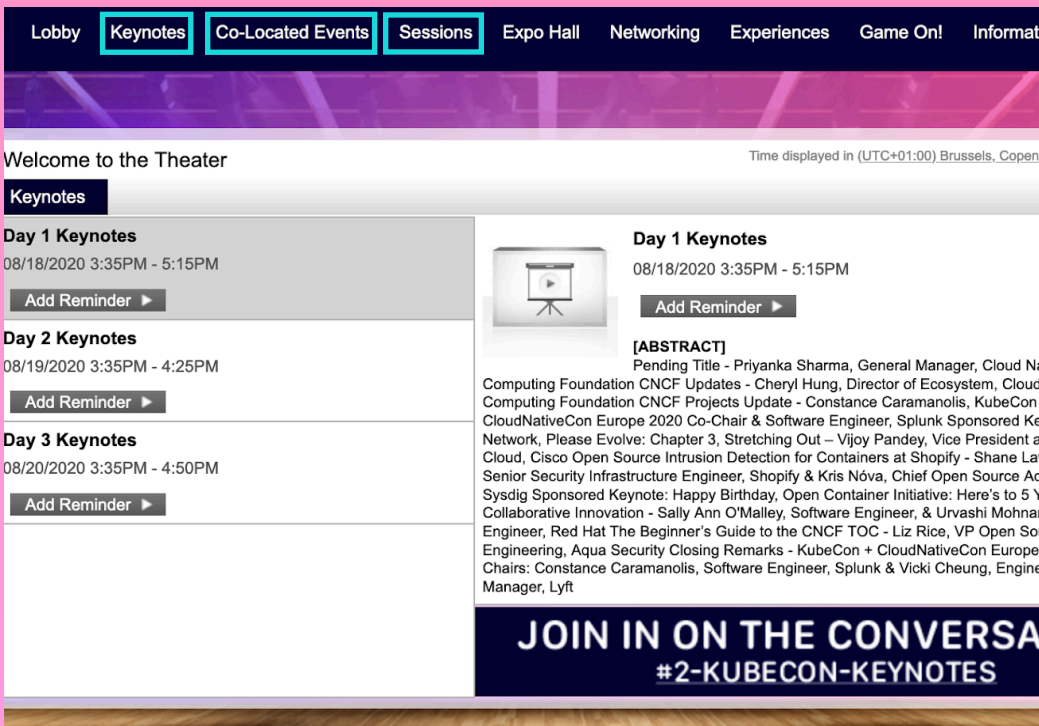 Lobby Keynotes Co-Located Events Sessions Expo Hall Networking Experiences Game On!
Welcome to the Theater
Time displayed in (UTC+01:00) Brussels,
Keynotes
Day 1 Keynotes
08/18/2020 3:35PM - 5:15PM
Add Reminder
Day 2 Keynotes
08/19/2020 3:35PM - 4:25PM
Add Reminder
Day 3 Keynotes
08/20/2020 3:35PM - 4:50PM
Add Reminder
Day 1 Keynotes
08/18/2020 3:35PM - 5:15PM
Add Reminder
[ABSTRACT]
Pending Title - Priyanka Sharma, General Manager, Cloud
Computing Foundation CNCF Updates - Cheryl Hung, Director of Ecosystem, Cloud
Computing Foundation CNCF Projects Update - Constance Caramanolis, KubeCon
CloudNativeCon Europe 2020 Co-Chair & Software Engineer, Splunk Sponsored
Network, Please Evolve: Chapter 3, Stretching Out – Vijoy Pandey, Vice President
Cloud, Cisco Open Source Intrusion Detection for Containers at Shopify - Shane
Senior Security Infrastructure Engineer, Shopify & Kris Nóva, Chief Open Source
Sysdig Sponsored Keynote: Happy Birthday, Open Container Initiative: Here’s to 5
Collaborative Innovation - Sally Ann O'Malley, Software Engineer, & Urvashi
Engineer, Red Hat The Beginner’s Guide to the CNCF TOC - Liz Rice, VP Open
Engineering, Aqua Security Closing Remarks - KubeCon + CloudNativeCon Europe
Chairs: Constance Caramanolis, Software Engineer, Splunk & Vicki Cheung,
Manager, Lyft
JOIN IN ON THE
#2-KUBECON-KEYNOTES